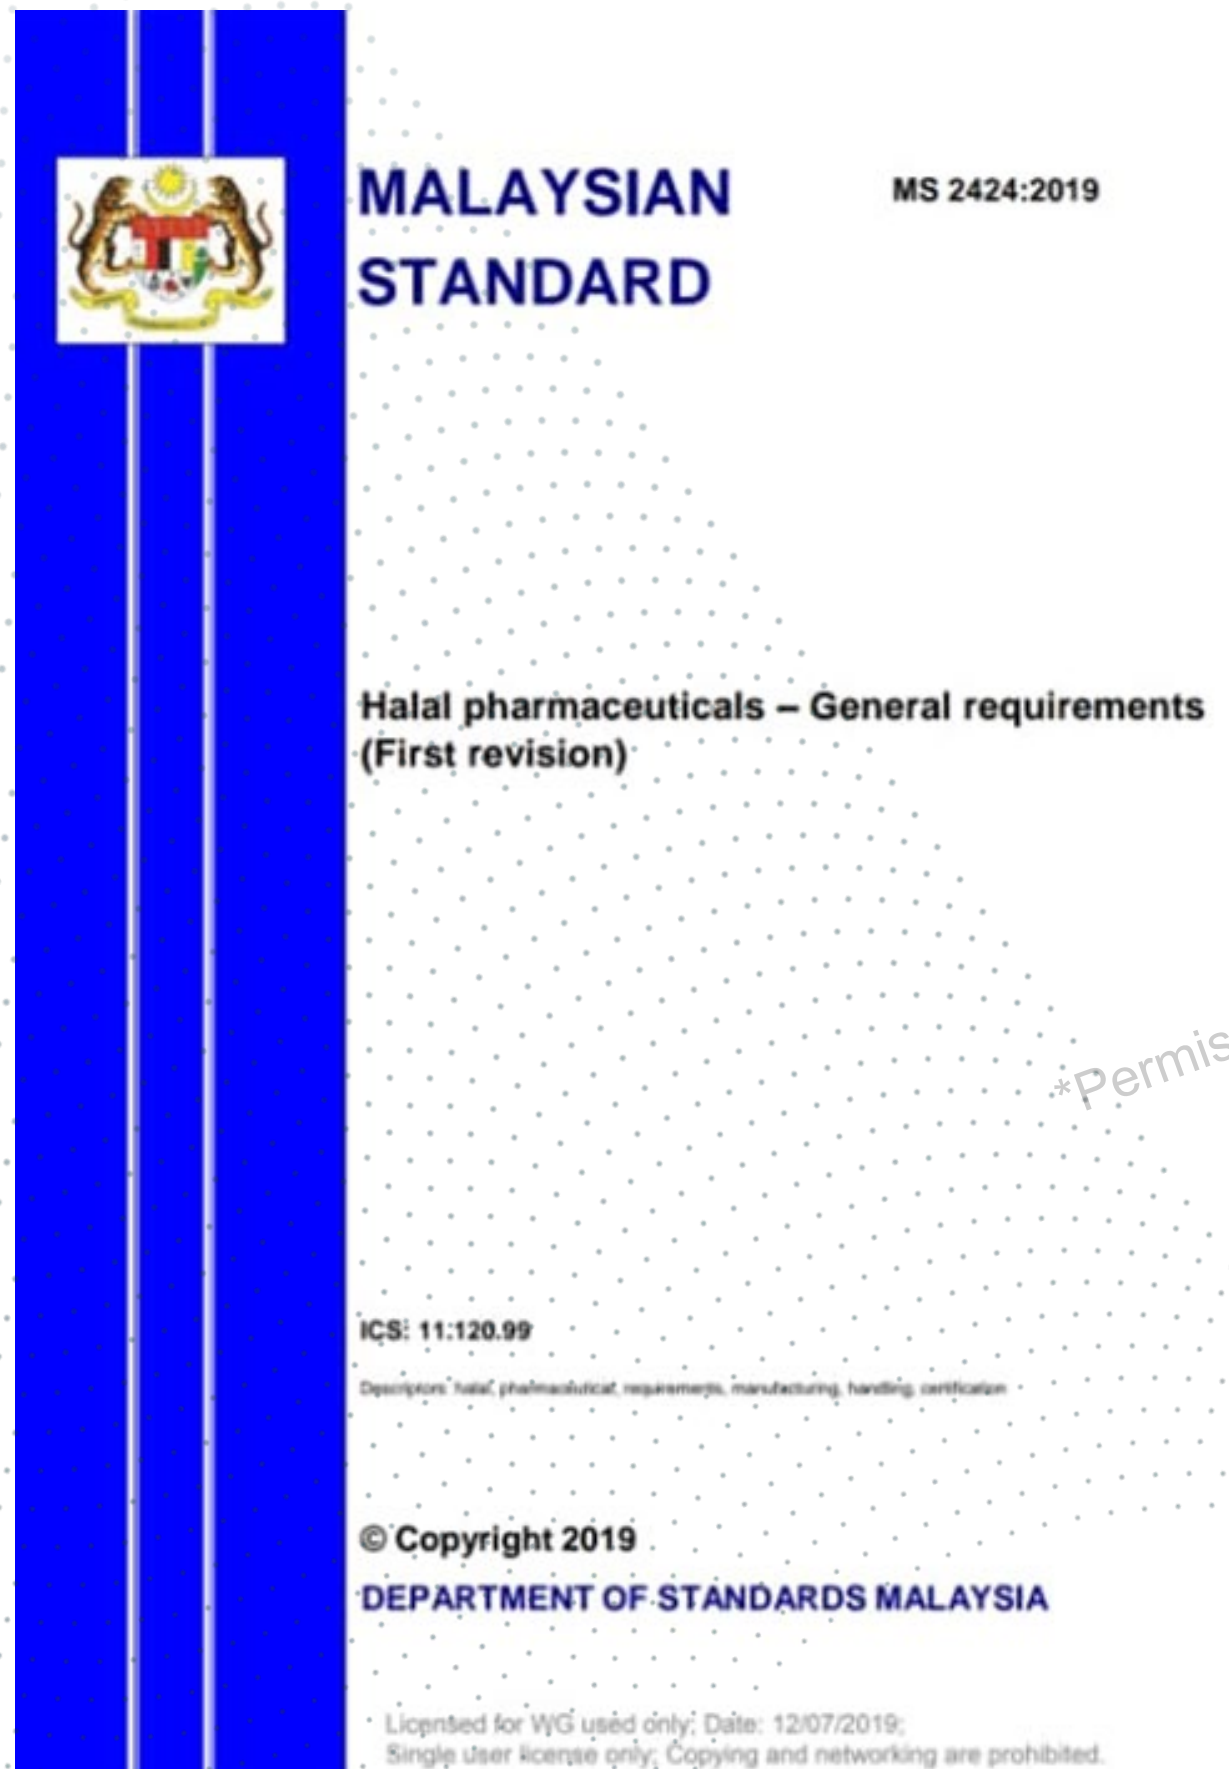 MALAYSIAN
STANDARD
MS 2424:2019
Halal pharmaceuticals – General requirements
(First revision)
*Permis
ICS: 11.120.99
Descriptors: halal, pharmaceutical, requirements, manufacturing, handling, certification
© Copyright 2019
DEPARTMENT OF STANDARDS MALAYSIA
Licensed for WG used only; Date: 12/07/2019;
Single user license only; Copying and networking are prohibited.